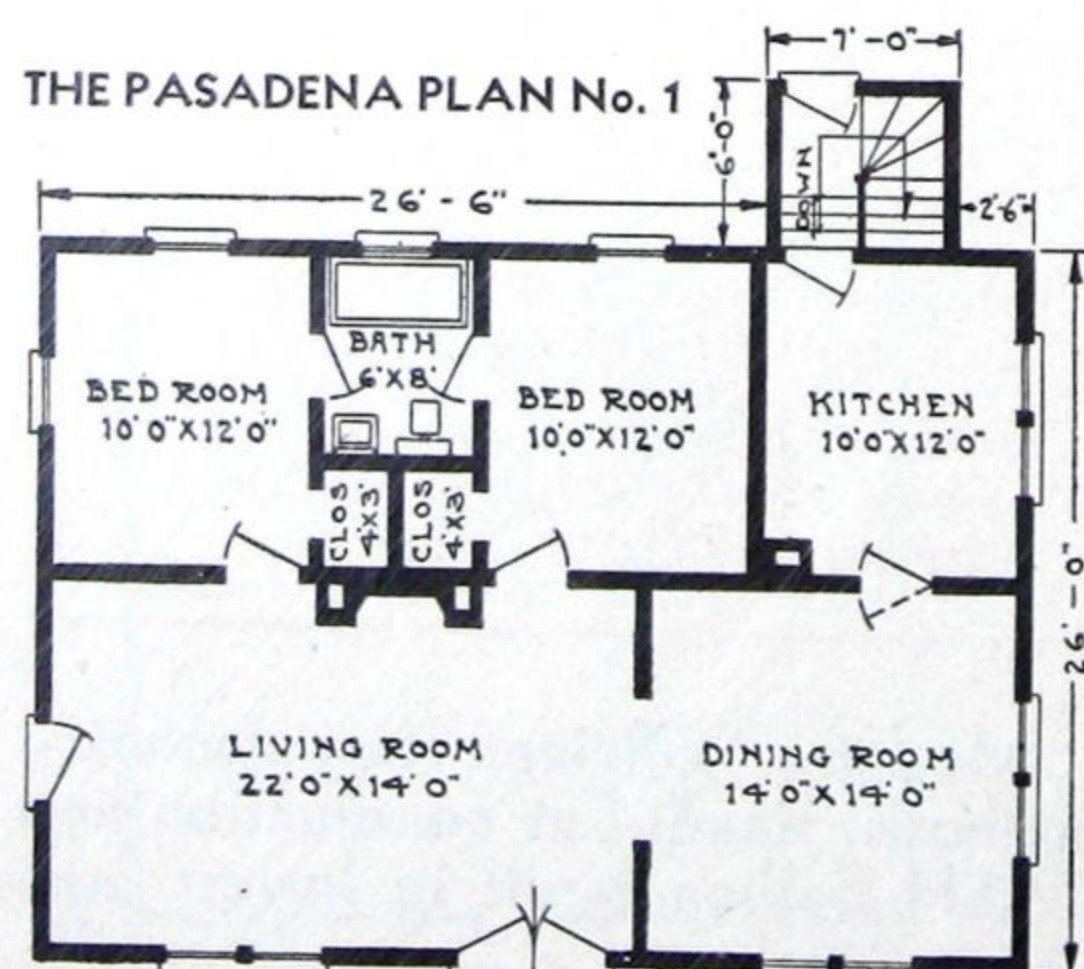 7'-0"
THE PASADENA PLAN No. 1
6'-0"
26'-6"
DOWN
2'6"
BATH
6'X8'
BED ROOM
10'0"X12'0"
BED ROOM
10'0"X12'0"
KITCHEN
10'0"X12'0"
CLOS
4'X3'
CLOS
4'X3'
26'-0"
LIVING ROOM
22'0"X14'0"
DINING ROOM
14'0"X14'0"